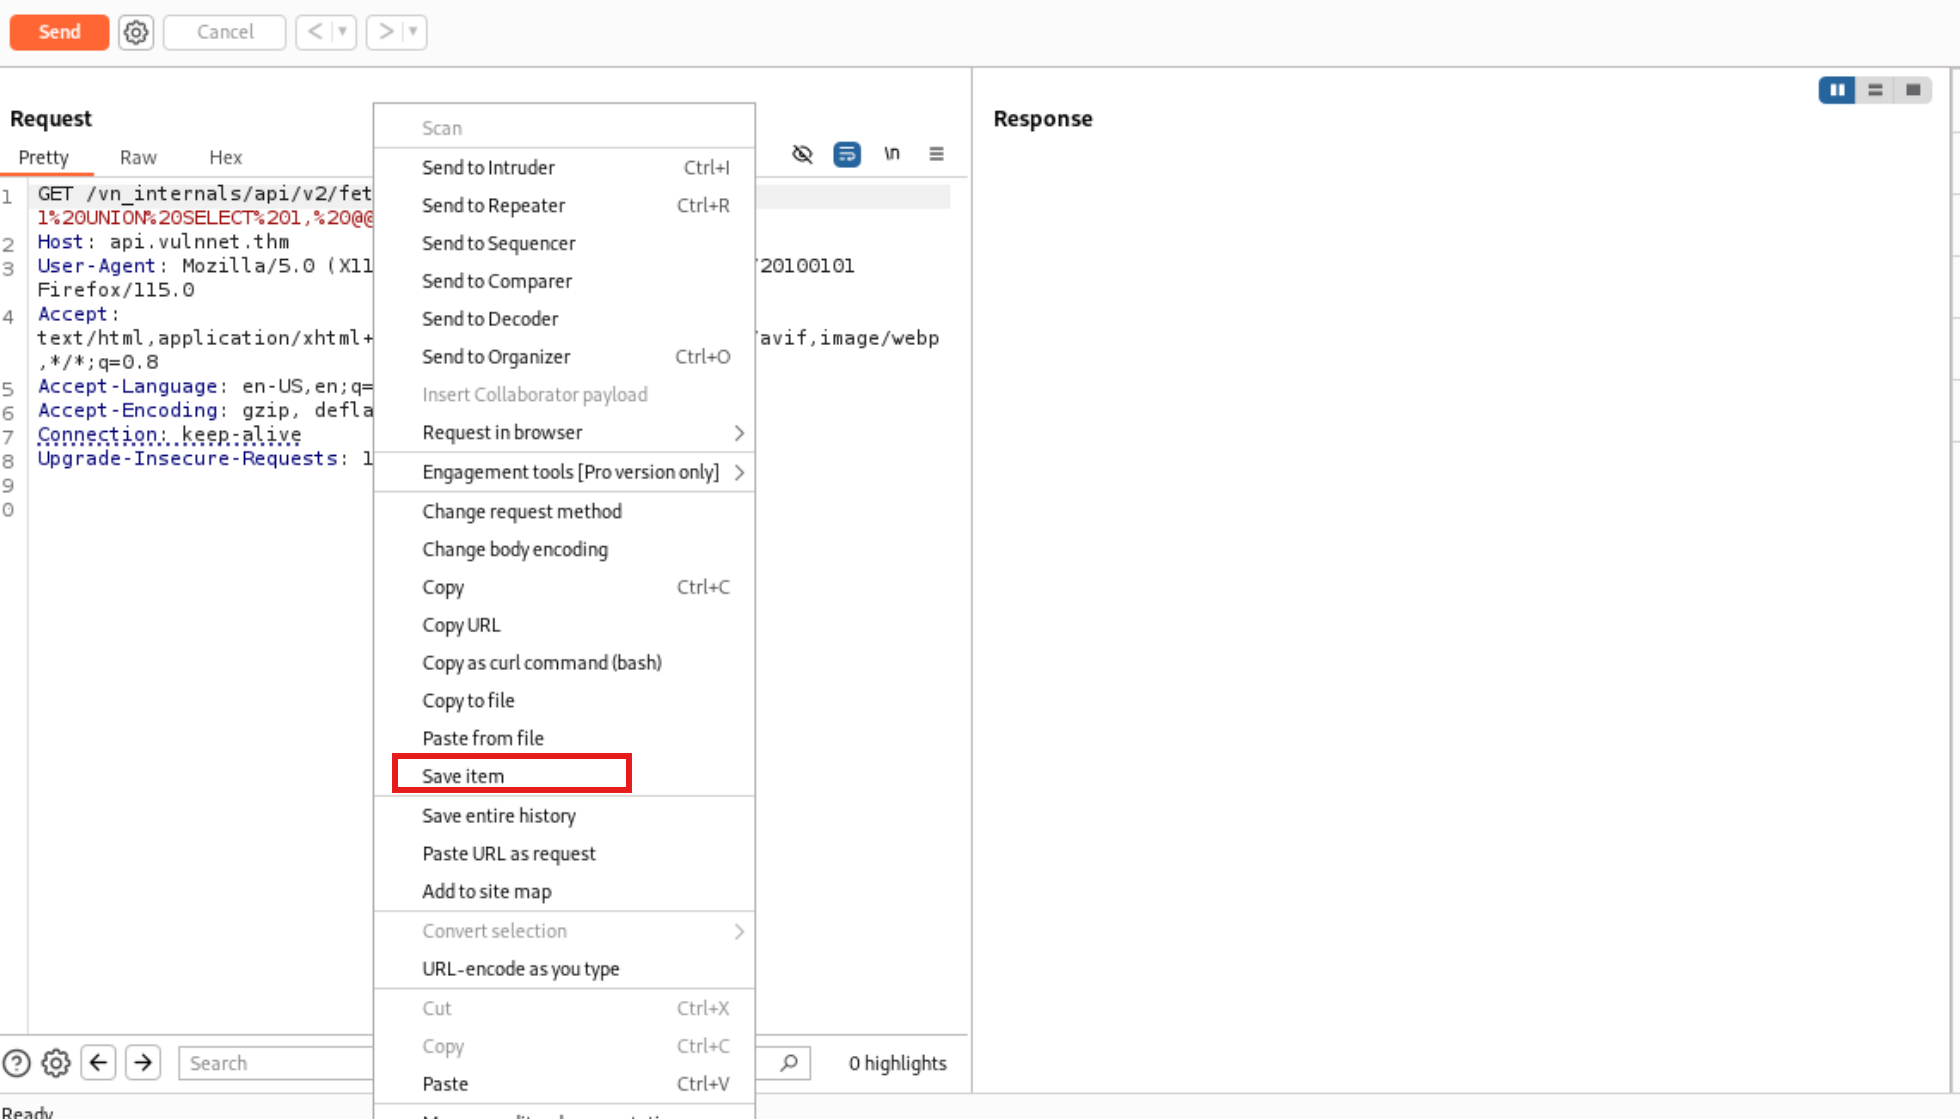 Send
Cancel
Request
Response
Pretty Raw Hex
\n
1 GET /vn_internals/api/v2/fet
1%20UNION%20SELECT%201,%20@@
2 Host: api.vulnnet.thm
3 User-Agent: Mozilla/5.0 (X11 /20100101
Firefox/115.0
4 Accept:
text/html,application/xhtml+ /avif,image/webp
,*/*;q=0.8
5 Accept-Language: en-US,en;q=
6 Accept-Encoding: gzip, defla
7 Connection: keep-alive
8 Upgrade-Insecure-Requests: 1
9
0
Scan
Send to Intruder Ctrl+I
Send to Repeater Ctrl+R
Send to Sequencer
Send to Comparer
Send to Decoder
Send to Organizer Ctrl+O
Insert Collaborator payload
Request in browser
Engagement tools [Pro version only]
Change request method
Change body encoding
Copy Ctrl+C
Copy URL
Copy as curl command (bash)
Copy to file
Paste from file
Save item
Save entire history
Paste URL as request
Add to site map
Convert selection
URL-encode as you type
Cut Ctrl+X
Copy Ctrl+C
Paste Ctrl+V
Search
0 highlights
Ready